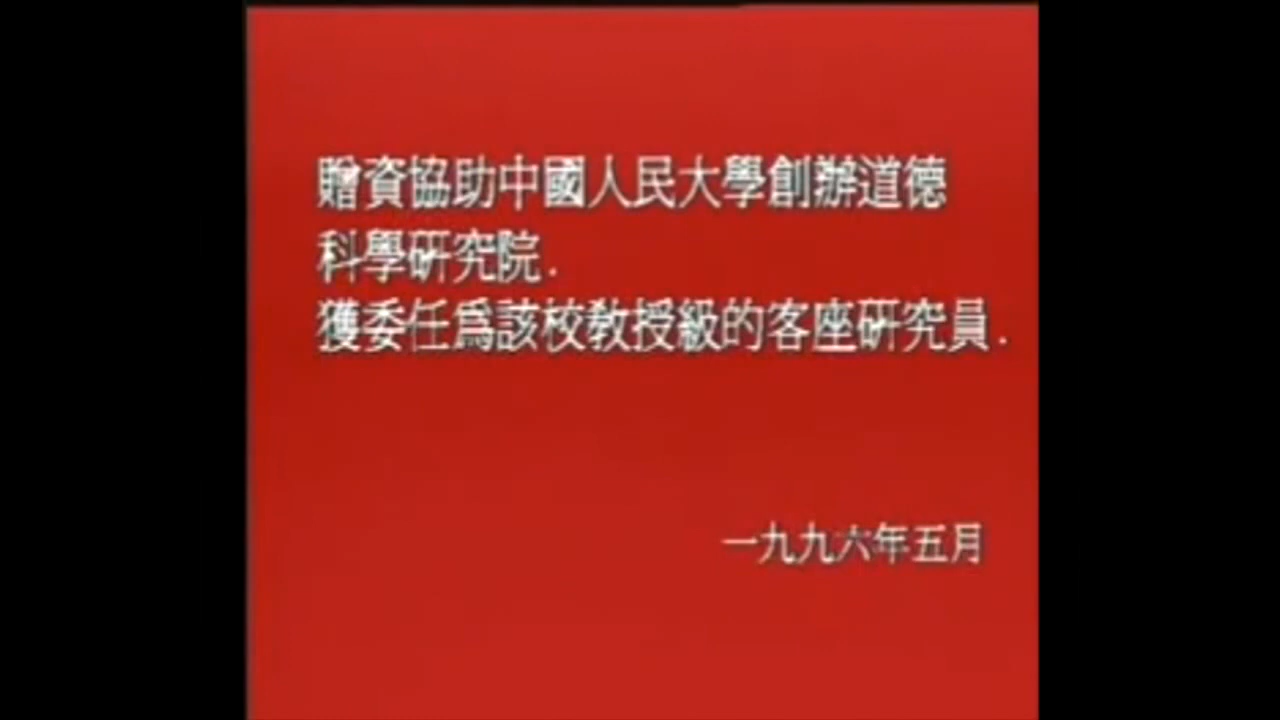 贈資協助中國人民大學創辦道德
科學研究院.
獲委任爲該校教授級的客座研究員.
一九九六年五月